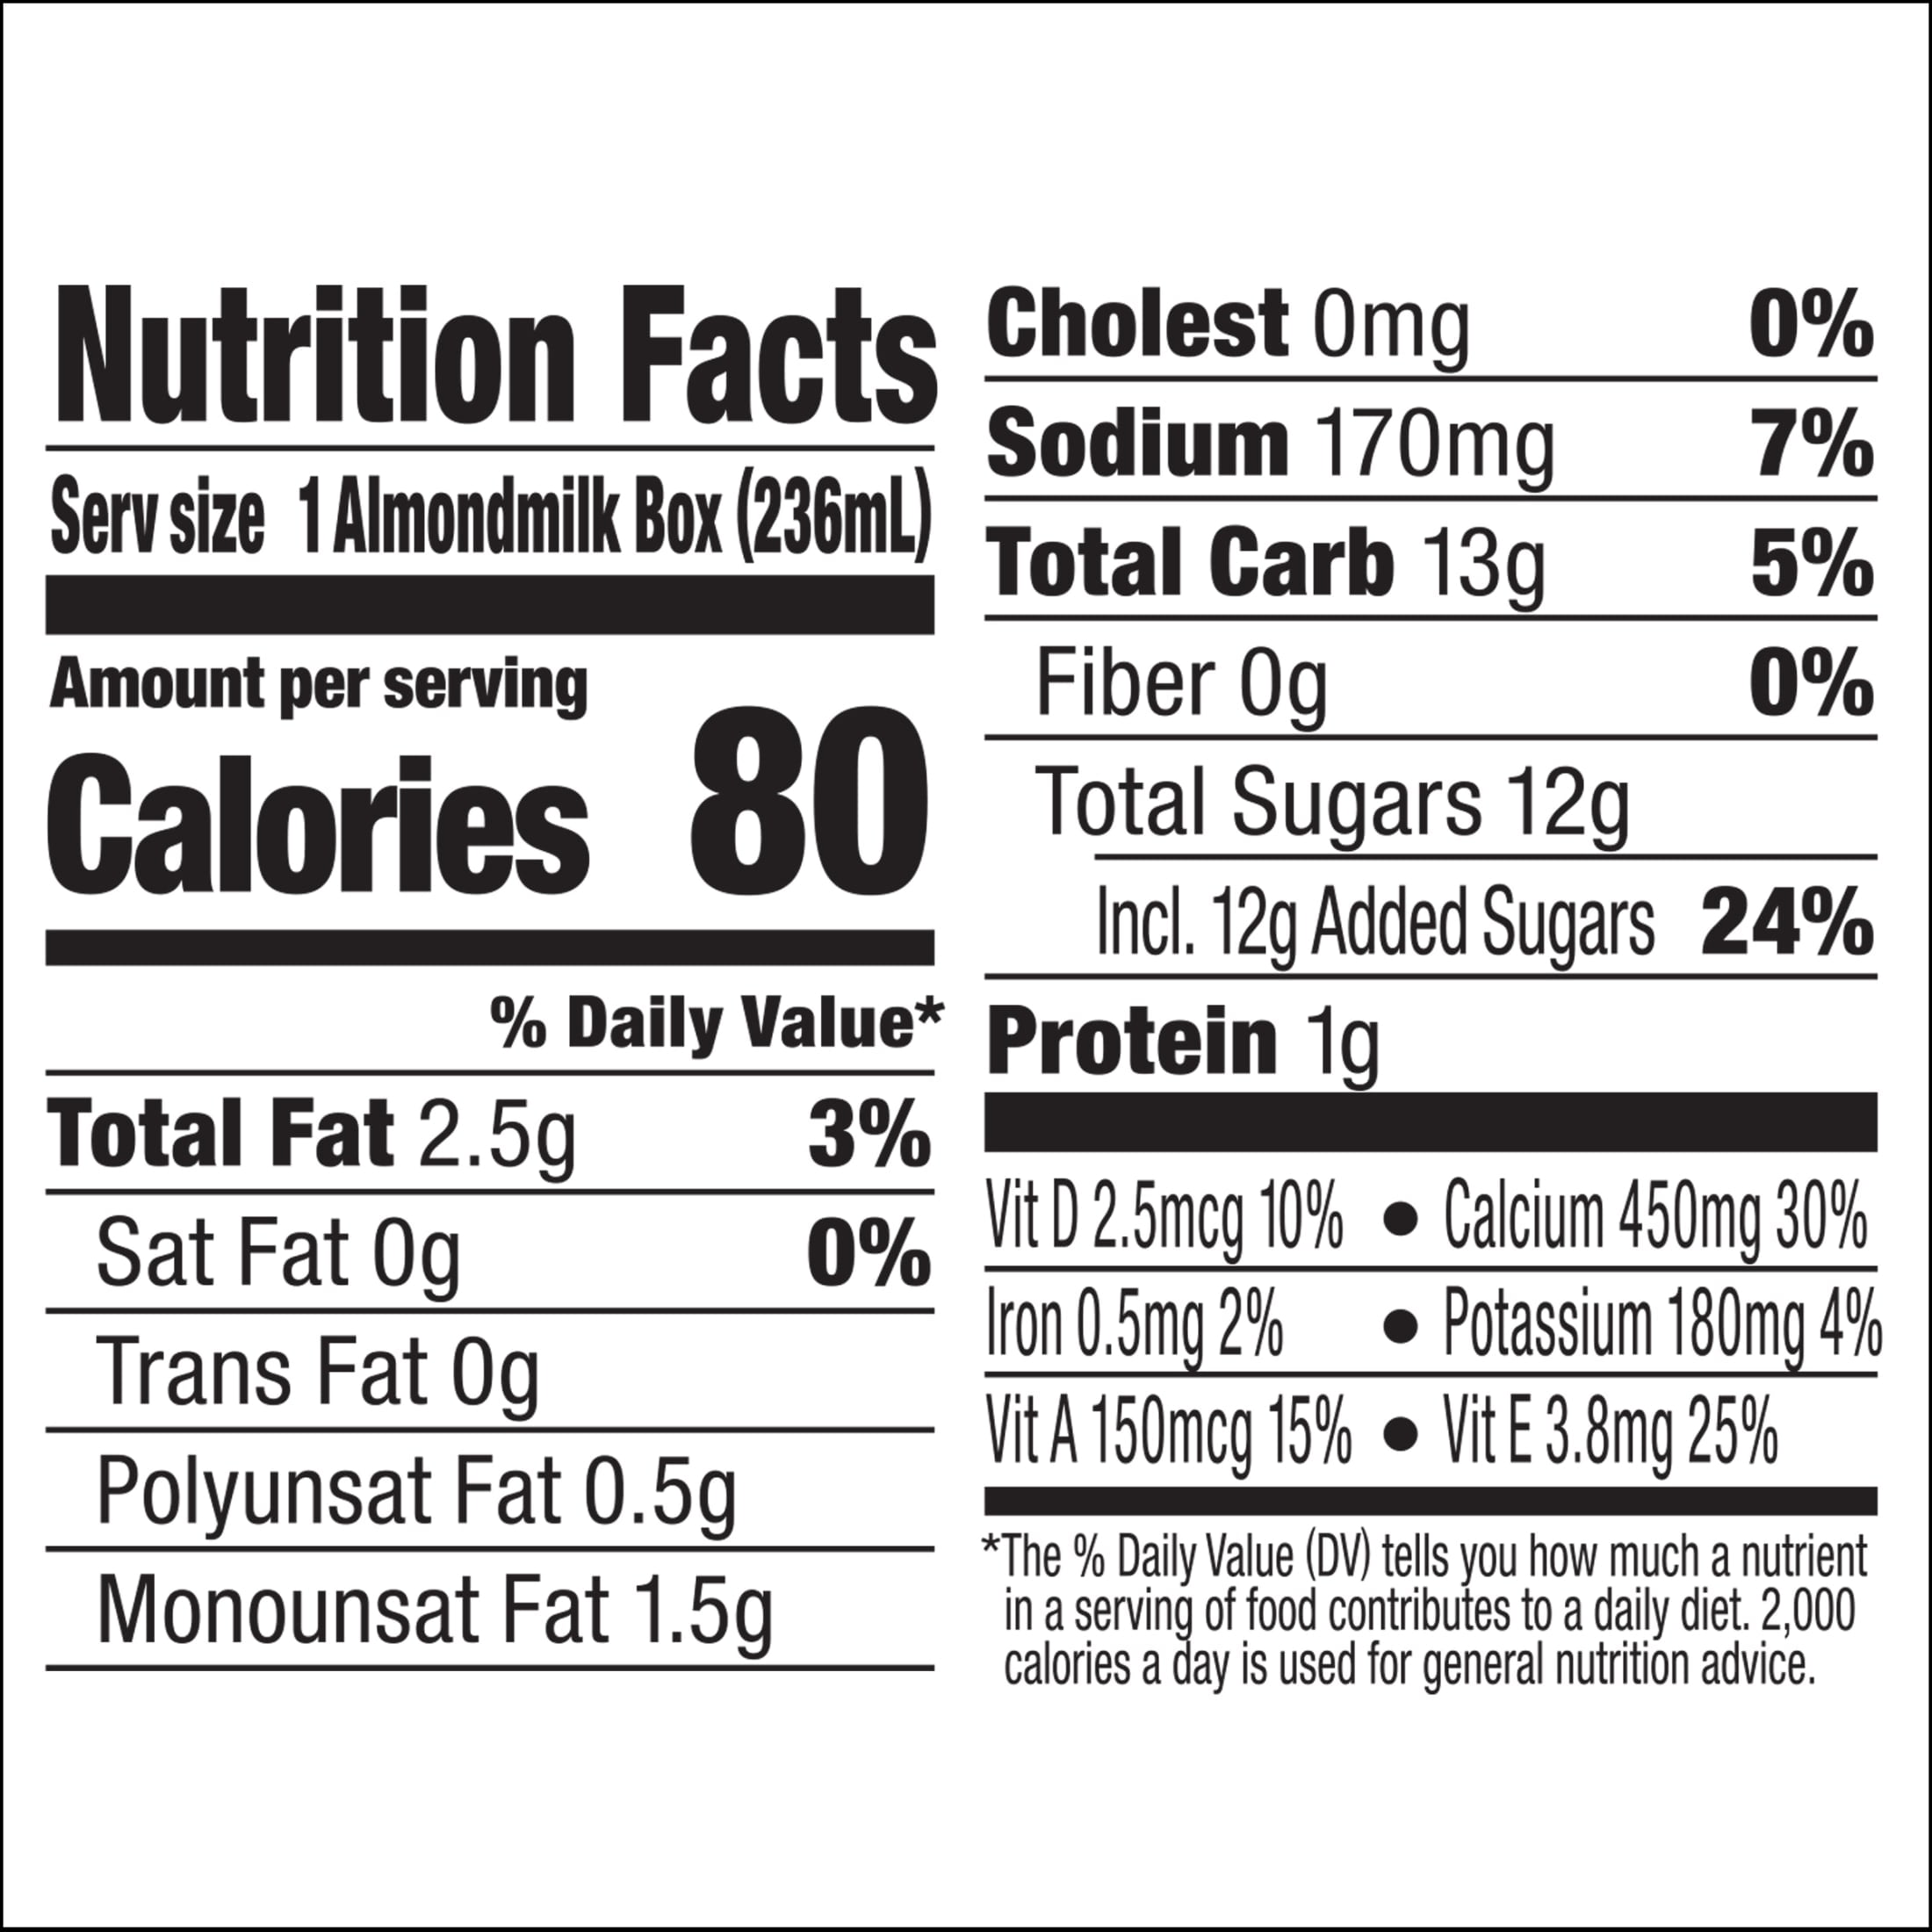 Nutrition Facts
Serv size 1 Almondmilk Box (236mL)
Amount per serving
Calories 80
% Daily Value*
Total Fat 2.5g 3%
Sat Fat 0g 0%
Trans Fat 0g
Polyunsat Fat 0.5g
Monounsat Fat 1.5g
Cholest 0mg 0%
Sodium 170mg 7%
Total Carb 13g 5%
Fiber 0g 0%
Total Sugars 12g
Incl. 12g Added Sugars 24%
Protein 1g
Vit D 2.5mcg 10% ● Calcium 450mg 30%
Iron 0.5mg 2% ● Potassium 180mg 4%
Vit A 150mcg 15% ● Vit E 3.8mg 25%
*The % Daily Value (DV) tells you how much a nutrient
in a serving of food contributes to a daily diet. 2,000
calories a day is used for general nutrition advice.